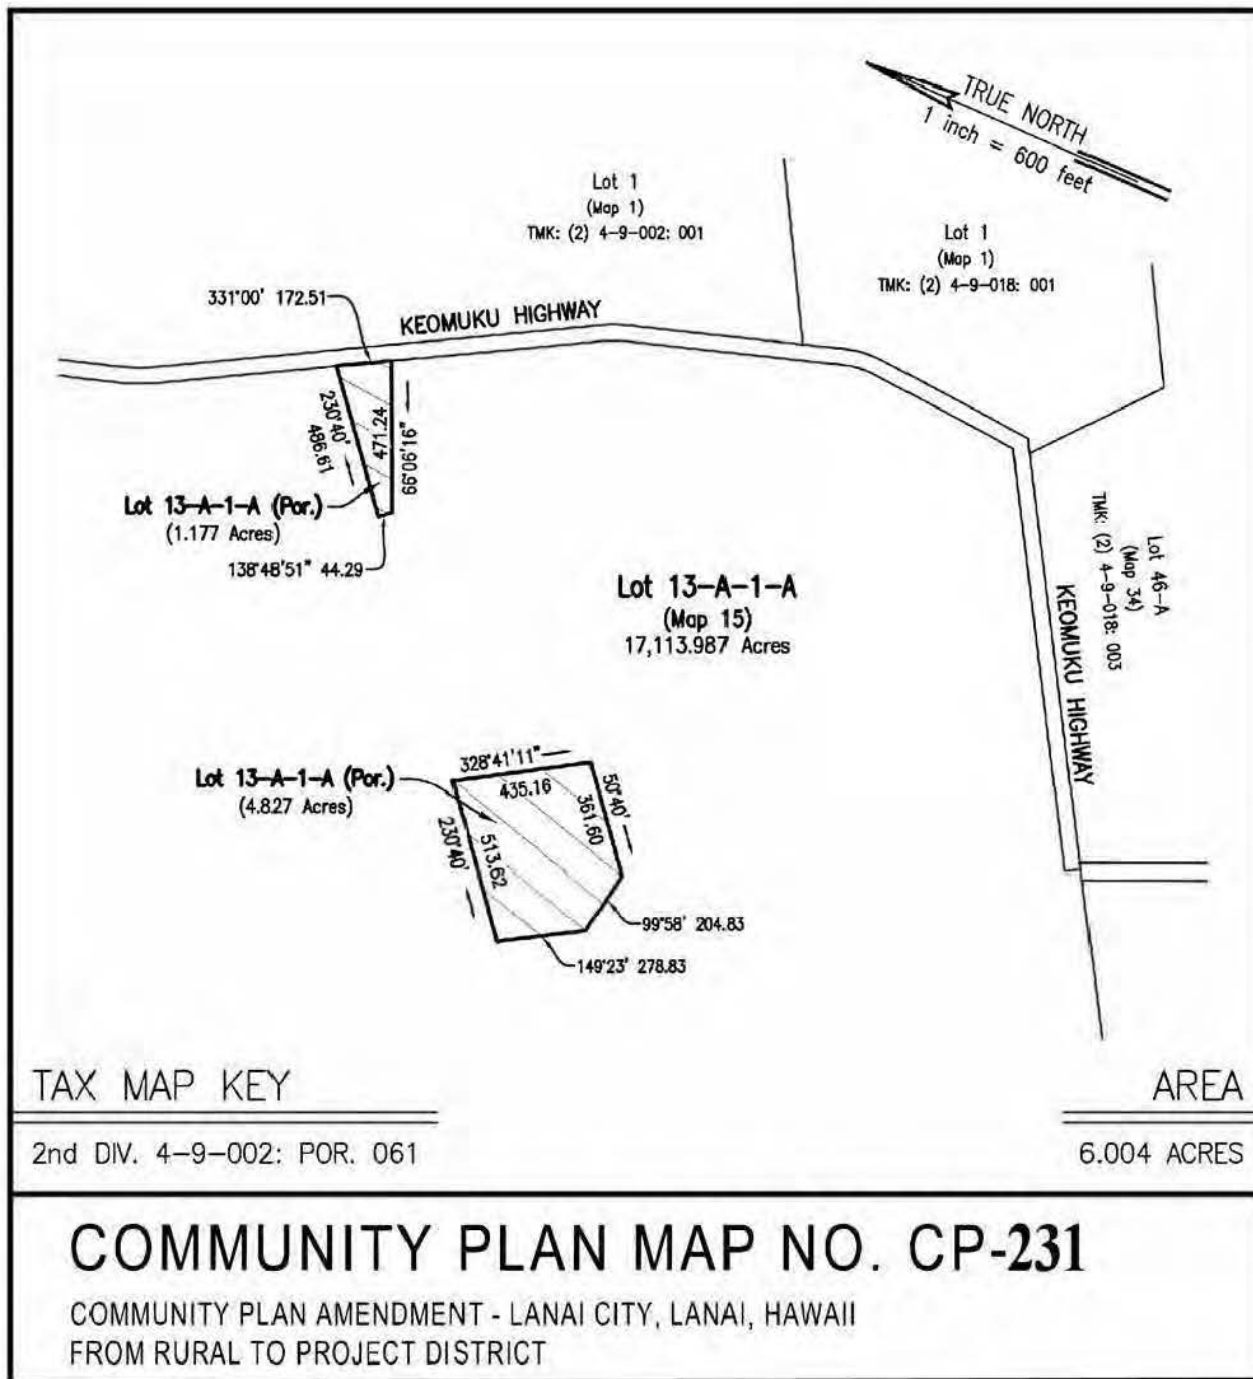 TRUE NORTH
1 inch = 600 feet
Lot 1
(Map 1)
TMK: (2) 4-9-002: 001
Lot 1
(Map 1)
TMK: (2) 4-9-018: 001
331°00' 172.51
KEOMUKU HIGHWAY
230°40'
486.61
471.24
66°06'16"
Lot 13-A-1-A (Por.)
(1.177 Acres)
138°48'51" 44.29
Lot 13-A-1-A
(Map 15)
17,113.987 Acres
Lot 46-A
(Map 34)
TMK: (2) 4-9-018: 003
KEOMUKU HIGHWAY
328°41'11"
435.16
50°40'
361.60
Lot 13-A-1-A (Por.)
(4.827 Acres)
230°40'
513.62
99°58' 204.83
149°23' 278.83
TAX MAP KEY
AREA
2nd DIV. 4-9-002: POR. 061
6.004 ACRES
COMMUNITY PLAN MAP NO. CP-231
COMMUNITY PLAN AMENDMENT - LANAI CITY, LANAI, HAWAII
FROM RURAL TO PROJECT DISTRICT